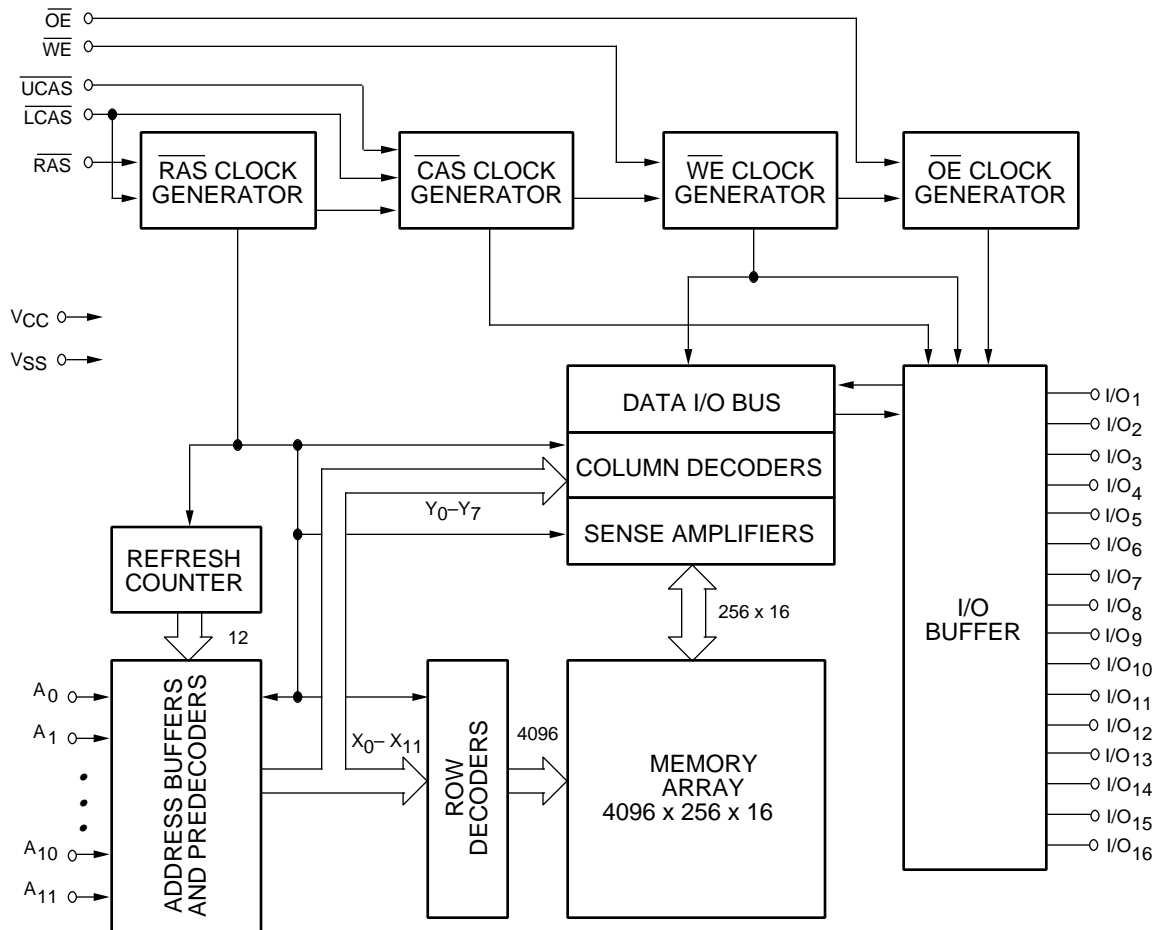 OE
WE
UCAS
LCAS
RAS
RAS CLOCK
GENERATOR
CAS CLOCK
GENERATOR
WE CLOCK
GENERATOR
OE CLOCK
GENERATOR
VCC
VSS
DATA I/O BUS
COLUMN DECODERS
SENSE AMPLIFIERS
Y0–Y7
REFRESH
COUNTER
12
256 x 16
I/O
BUFFER
I/O1
I/O2
I/O3
I/O4
I/O5
I/O6
I/O7
I/O8
I/O9
I/O10
I/O11
I/O12
I/O13
I/O14
I/O15
I/O16
A0
A1
A10
A11
ADDRESS BUFFERS
AND PREDECODERS
X0– X11
ROW
DECODERS
4096
MEMORY
ARRAY
4096 x 256 x 16